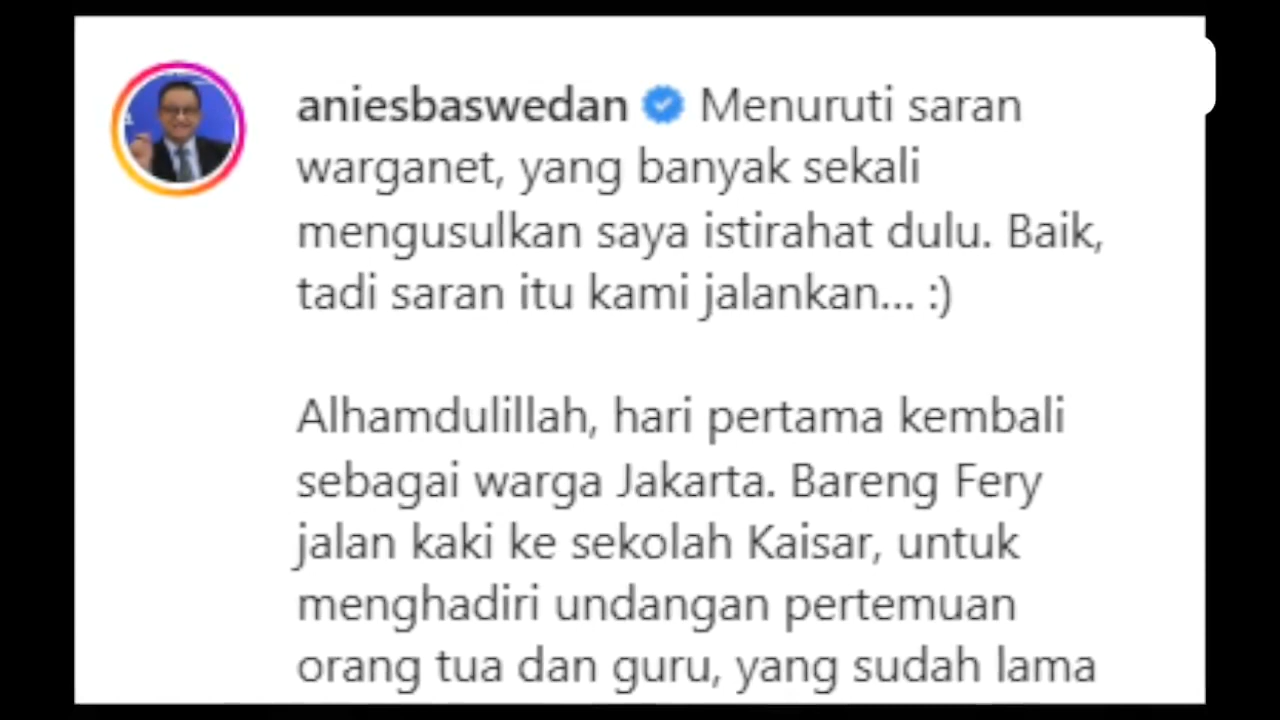 aniesbaswedan Menuruti saran
warganet, yang banyak sekali
mengusulkan saya istirahat dulu. Baik,
tadi saran itu kami jalankan... :)
Alhamdulillah, hari pertama kembali
sebagai warga Jakarta. Bareng Fery
jalan kaki ke sekolah Kaisar, untuk
menghadiri undangan pertemuan
orang tua dan guru, yang sudah lama